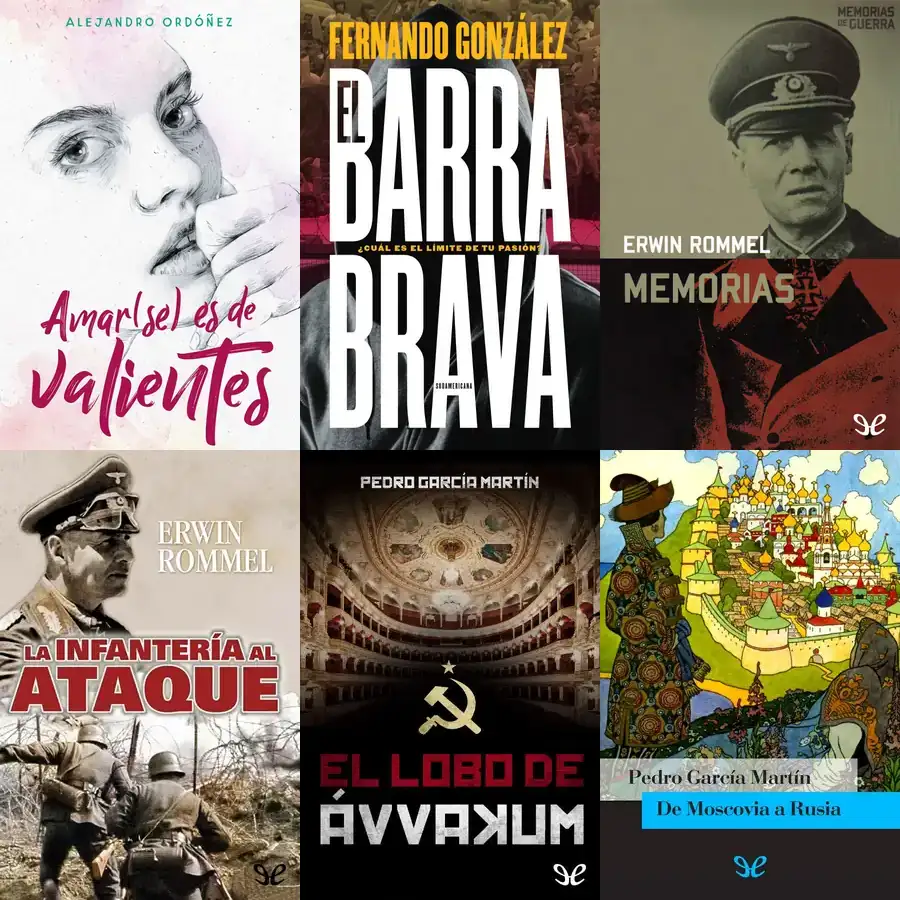 ALEJANDRO ORDÓÑEZ
Amar(se) es de
valientes
FERNANDO GONZÁLEZ
EL
BARRA
¿CUÁL ES EL LÍMITE DE TU PASIÓN?
BRAVA
SUDAMERICANA
MEMORIAS
DE GUERRA
ERWIN ROMMEL
MEMORIAS
ERWIN
ROMMEL
LA INFANTERÍA AL
ATAQUE
PEDRO GARCÍA MARTÍN
EL LOBO DE
ÁVVAKUM
Pedro García Martín
De Moscovia a Rusia